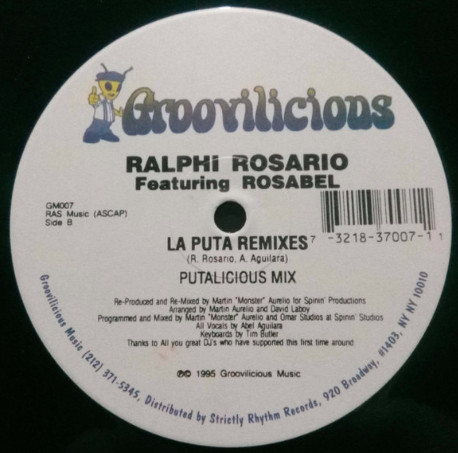 Groovilicious
RALPHi ROSARIO
Featuring ROSABEL
GM007
RAS Music (ASCAP)
Side B
7 -3218-37007-1 1
LA PUTA REMIXES
(R. Rosario, A. Aguilara)
PUTALICIOUS MIX
Re-Produced and Re-Mixed by Martin "Monster" Aurelio for Spinin' Productions
Arranged by Martin Aurelio and David Laboy
Programmed and Mixed by Martin "Monster" Aurelio and Omar Studios at Spinin' Studios
All Vocals by Abel Aguilara
Keyboards by Tim Butler
Thanks to All you great DJ's who have supported this first time around
℗© 1995 Groovilicious Music
Groovilicious Music (212) 371-5345, Distributed by Strictly Rhythm Records, 920 Broadway, #1403, NY NY 10010